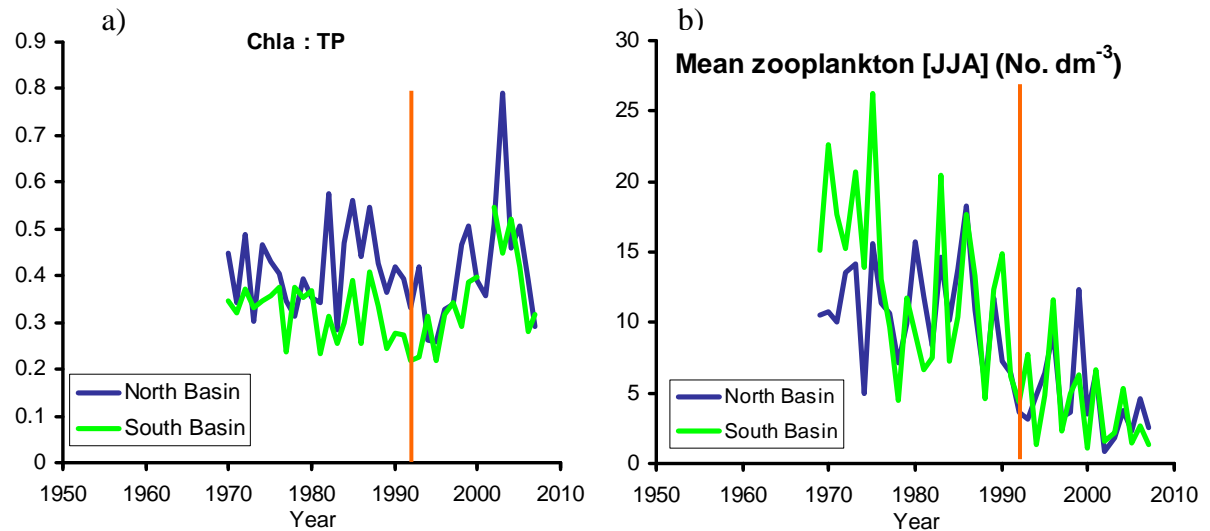 a)
Chla : TP
0.9
0.8
0.7
0.6
0.5
0.4
0.3
0.2
0.1
0
North Basin
South Basin
1950 1960 1970 1980 1990 2000 2010
Year
b)
Mean zooplankton [JJA] (No. dm⁻³)
30
25
20
15
10
5
0
North Basin
South Basin
1950 1960 1970 1980 1990 2000 2010
Year